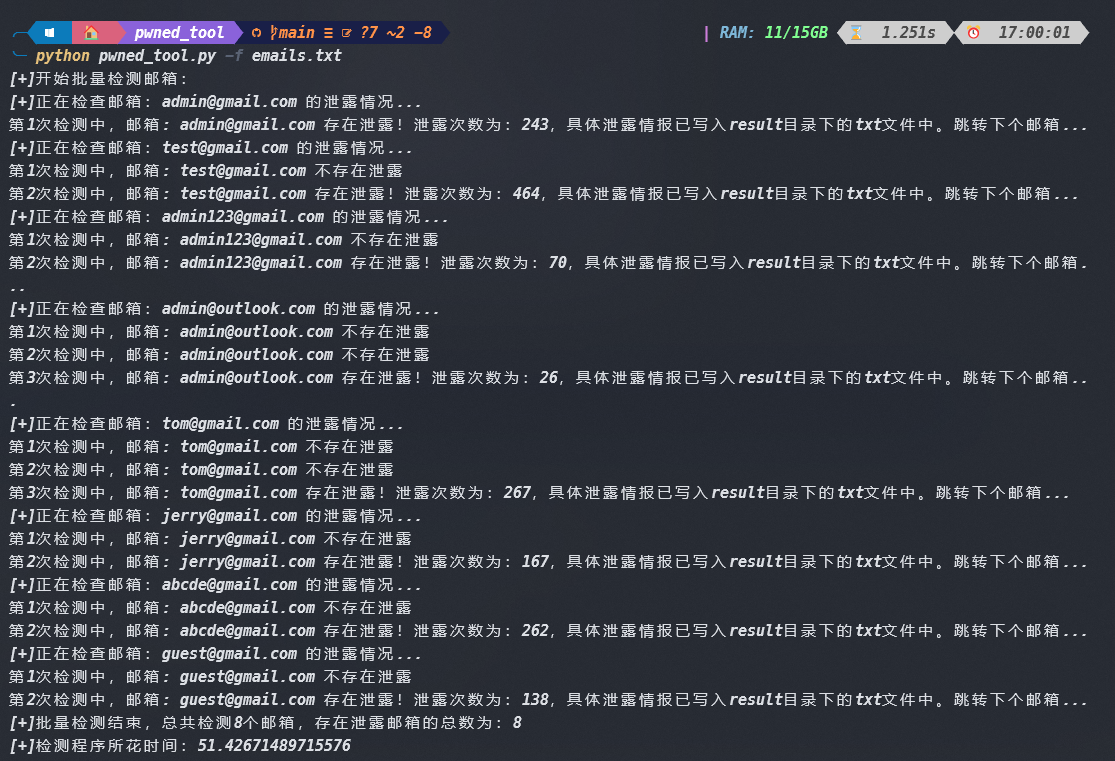 pwned_tool main ≡ ?7 ~2 -8 | RAM: 11/15GB 1.251s 17:00:01
python pwned_tool.py -f emails.txt
[+]开始批量检测邮箱：
[+]正在检查邮箱：admin@gmail.com 的泄露情况...
第1次检测中，邮箱：admin@gmail.com 存在泄露！泄露次数为：243，具体泄露情报已写入result目录下的txt文件中。跳转下个邮箱...
[+]正在检查邮箱：test@gmail.com 的泄露情况...
第1次检测中，邮箱：test@gmail.com 不存在泄露
第2次检测中，邮箱：test@gmail.com 存在泄露！泄露次数为：464，具体泄露情报已写入result目录下的txt文件中。跳转下个邮箱...
[+]正在检查邮箱：admin123@gmail.com 的泄露情况...
第1次检测中，邮箱：admin123@gmail.com 不存在泄露
第2次检测中，邮箱：admin123@gmail.com 存在泄露！泄露次数为：70，具体泄露情报已写入result目录下的txt文件中。跳转下个邮箱.
..
[+]正在检查邮箱：admin@outlook.com 的泄露情况...
第1次检测中，邮箱：admin@outlook.com 不存在泄露
第2次检测中，邮箱：admin@outlook.com 不存在泄露
第3次检测中，邮箱：admin@outlook.com 存在泄露！泄露次数为：26，具体泄露情报已写入result目录下的txt文件中。跳转下个邮箱..
.
[+]正在检查邮箱：tom@gmail.com 的泄露情况...
第1次检测中，邮箱：tom@gmail.com 不存在泄露
第2次检测中，邮箱：tom@gmail.com 不存在泄露
第3次检测中，邮箱：tom@gmail.com 存在泄露！泄露次数为：267，具体泄露情报已写入result目录下的txt文件中。跳转下个邮箱...
[+]正在检查邮箱：jerry@gmail.com 的泄露情况...
第1次检测中，邮箱：jerry@gmail.com 不存在泄露
第2次检测中，邮箱：jerry@gmail.com 存在泄露！泄露次数为：167，具体泄露情报已写入result目录下的txt文件中。跳转下个邮箱...
[+]正在检查邮箱：abcde@gmail.com 的泄露情况...
第1次检测中，邮箱：abcde@gmail.com 不存在泄露
第2次检测中，邮箱：abcde@gmail.com 存在泄露！泄露次数为：262，具体泄露情报已写入result目录下的txt文件中。跳转下个邮箱...
[+]正在检查邮箱：guest@gmail.com 的泄露情况...
第1次检测中，邮箱：guest@gmail.com 不存在泄露
第2次检测中，邮箱：guest@gmail.com 存在泄露！泄露次数为：138，具体泄露情报已写入result目录下的txt文件中。跳转下个邮箱...
[+]批量检测结束，总共检测8个邮箱，存在泄露邮箱的总数为：8
[+]检测程序所花时间：51.42671489715576